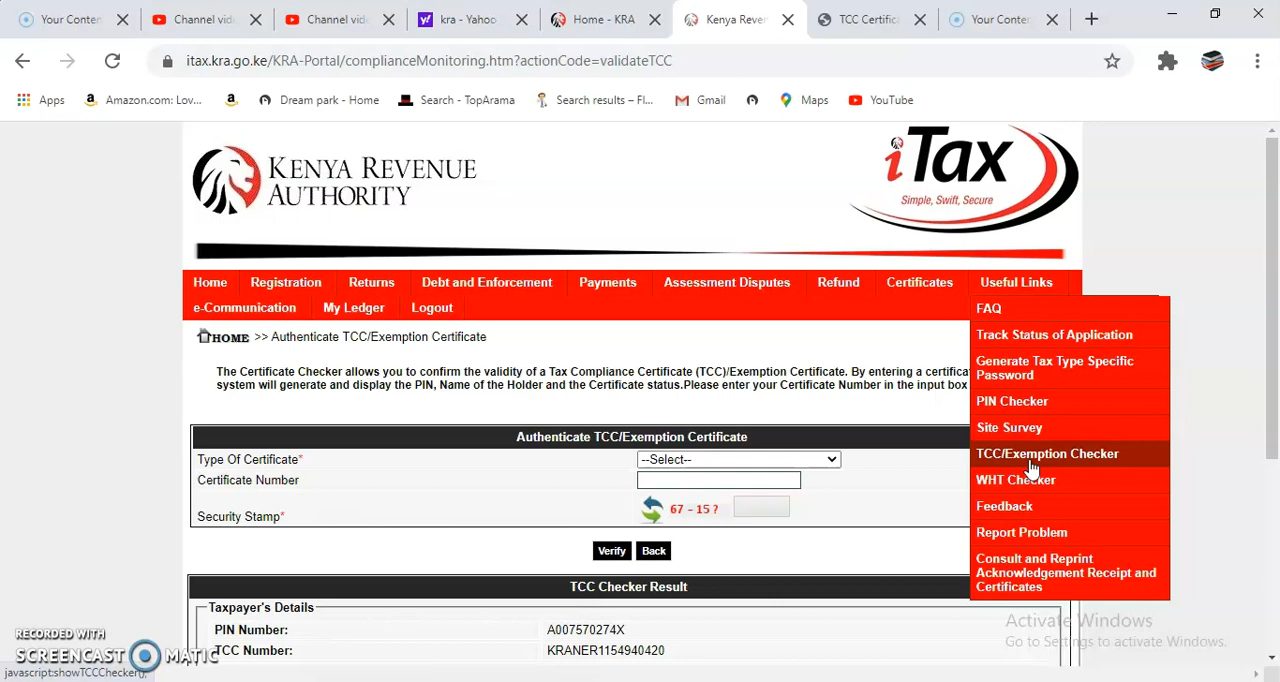 Your Conten
Channel vid
Channel vide
kra - Yahoo
Home - KRA
Kenya Reve
TCC Certific
Your Conte
itax.kra.go.ke/KRA-Portal/complianceMonitoring.htm?actionCode=validateTCC
Apps
Amazon.com: Lov...
Dream park - Home
Search - TopArama
Search results – Fl...
Gmail
Maps
YouTube
KENYA REVENUE
AUTHORITY
iTax
Simple, Swift, Secure
Home Registration Returns Debt and Enforcement Payments Assessment Disputes Refund Certificates Useful Links
e-Communication My Ledger Logout
FAQ
Track Status of Application
Generate Tax Type Specific
Password
PIN Checker
Site Survey
TCC/Exemption Checker
WHT Checker
Feedback
Report Problem
Consult and Reprint
Acknowledgement Receipt and
Certificates
HOME >> Authenticate TCC/Exemption Certificate
The Certificate Checker allows you to confirm the validity of a Tax Compliance Certificate (TCC)/Exemption Certificate. By entering a certifica
system will generate and display the PIN, Name of the Holder and the Certificate status.Please enter your Certificate Number in the input box
Authenticate TCC/Exemption Certificate
Type Of Certificate* --Select--
Certificate Number
Security Stamp* 67 - 15 ?
Verify Back
TCC Checker Result
Taxpayer's Details
PIN Number: A007570274X
TCC Number: KRANER1154940420
Activate Windows
Go to Settings to activate Windows.
RECORDED WITH
SCREENCAST MATIC
javascript:showTCCChecker();